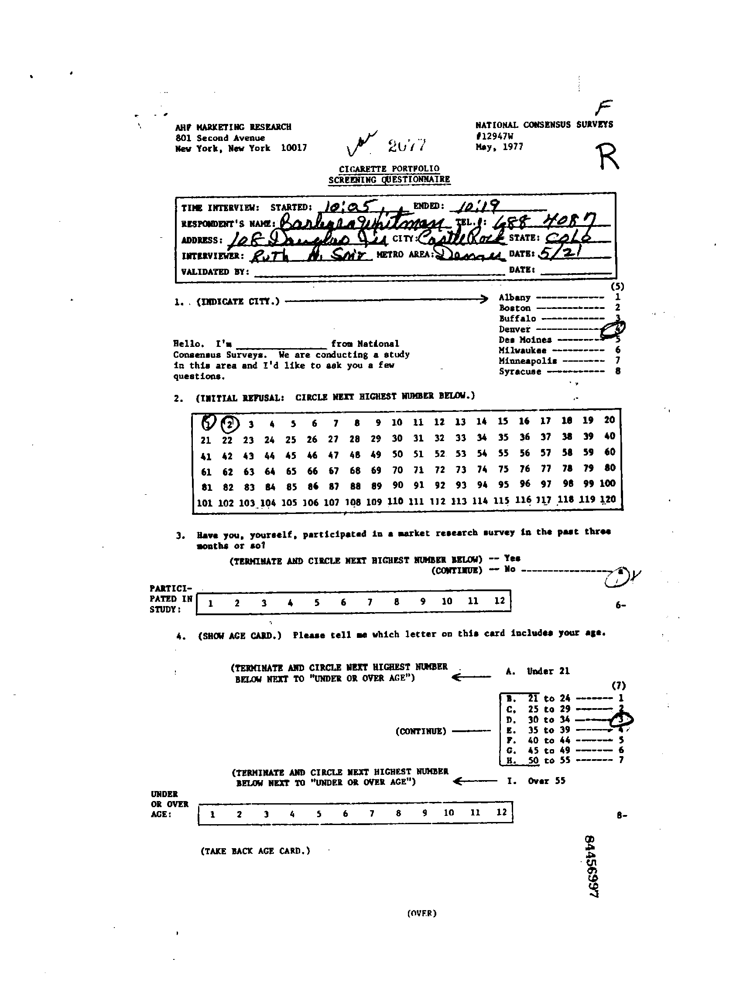 F
AHF MARKETING RESEARCH
801 Second Avenue
New York, New York 10017
2077
NATIONAL CONSENSUS SURVEYS
#12947W
May, 1977
R
CIGARETTE PORTFOLIO
SCREENING QUESTIONNAIRE
TIME INTERVIEW: STARTED: 10:05 ENDED: 10:19
RESPONDENT'S NAME: Barbara Whitman TEL.#: 688 4087
ADDRESS: 108 Douglas CITY: Castle Rock STATE: COLO
INTERVIEWER: RUTH METRO AREA: Denver DATE: 5/21
VALIDATED BY: DATE:
(5)
1. (INDICATE CITY.) Albany ------------ 1
Boston ------------ 2
Buffalo ----------- 3
Denver ------------ 4
Des Moines -------- 5
Milwaukee --------- 6
Minneapolis ------- 7
Syracuse ---------- 8
Hello. I'm ____________ from National
Consensus Surveys. We are conducting a study
in this area and I'd like to ask you a few
questions.
2. (INITIAL REFUSAL: CIRCLE NEXT HIGHEST NUMBER BELOW.)
1 2 3 4 5 6 7 8 9 10 11 12 13 14 15 16 17 18 19 20
21 22 23 24 25 26 27 28 29 30 31 32 33 34 35 36 37 38 39 40
41 42 43 44 45 46 47 48 49 50 51 52 53 54 55 56 57 58 59 60
61 62 63 64 65 66 67 68 69 70 71 72 73 74 75 76 77 78 79 80
81 82 83 84 85 86 87 88 89 90 91 92 93 94 95 96 97 98 99 100
101 102 103 104 105 106 107 108 109 110 111 112 113 114 115 116 117 118 119 120
3. Have you, yourself, participated in a market research survey in the past three
months or so?
(TERMINATE AND CIRCLE NEXT HIGHEST NUMBER BELOW) -- Yes
(CONTINUE) -- No --------------------
PARTICI-
PATED IN
STUDY: 1 2 3 4 5 6 7 8 9 10 11 12
6-
4. (SHOW AGE CARD.) Please tell me which letter on this card includes your age.
(TERMINATE AND CIRCLE NEXT HIGHEST NUMBER
BELOW NEXT TO "UNDER OR OVER AGE") A. Under 21
(7)
B. 21 to 24 ------- 1
C. 25 to 29 ------- 2
D. 30 to 34 ------- 3
(CONTINUE) E. 35 to 39 ------- 4
F. 40 to 44 ------- 5
G. 45 to 49 ------- 6
H. 50 to 55 ------- 7
(TERMINATE AND CIRCLE NEXT HIGHEST NUMBER
BELOW NEXT TO "UNDER OR OVER AGE") I. Over 55
UNDER
OR OVER
AGE: 1 2 3 4 5 6 7 8 9 10 11 12
8-
(TAKE BACK AGE CARD.)
84456997
(OVER)